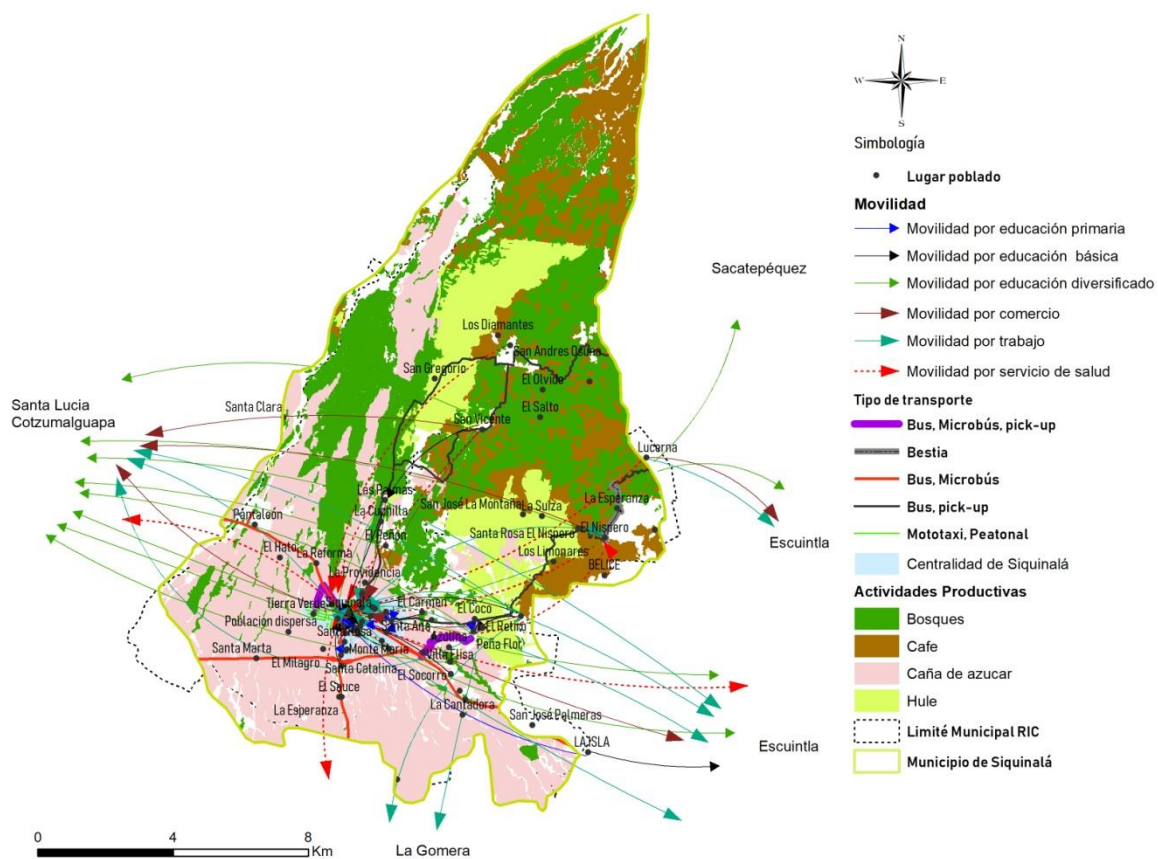 N
W E
S
Simbología
Lugar poblado
Movilidad
Movilidad por educación primaria
Movilidad por educación básica
Movilidad por educación diversificado
Movilidad por comercio
Movilidad por trabajo
Movilidad por servicio de salud
Tipo de transporte
Bus, Microbús, pick-up
Bestia
Bus, Microbús
Bus, pick-up
Mototaxi, Peatonal
Centralidad de Siquinalá
Actividades Productivas
Bosques
Cafe
Caña de azucar
Hule
Limité Municipal RIC
Municipio de Siquinalá
Sacatepéquez
Los Diamantes
San Andres Osuna
San Gregorio
El Olvido
Santa Lucia
Cotzumalguapa
Santa Clara
El Salto
San Vicente
Lucerna
Las Palmas
San José La Montaña
La Suiza
La Esperanza
La Cuchilla
Pantaleón
El Peñón
Santa Rosa El Nispero
El Nispero
Escuintla
El Hato
La Reforma
Los Limonares
La Providencia
BELICE
Tierra Verde
Siquinalá
El Carmen
El Coco
Población dispersa
Santa Rosa
Santa Ana
El Retiro
Peña Flor
Santa Marta
Monte Maria
Villa Elisa
El Milagro
Santa Catalina
El Socorro
El Sauce
La Esperanza
La Cantadora
San José Palmeras
LA ISLA
Escuintla
0 4 8
Km
La Gomera